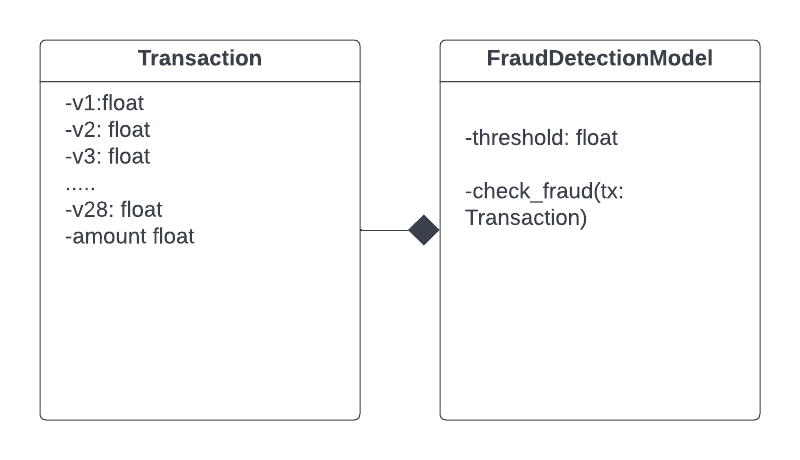 Transaction
-v1:float
-v2: float
-v3: float
.....
-v28: float
-amount float
FraudDetectionModel
-threshold: float
-check_fraud(tx:
Transaction)